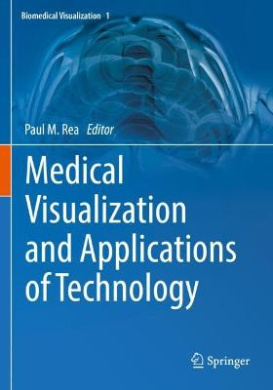 Biomedical Visualization 1
Paul M. Rea Editor
Medical
Visualization
and Applications
of Technology
Springer